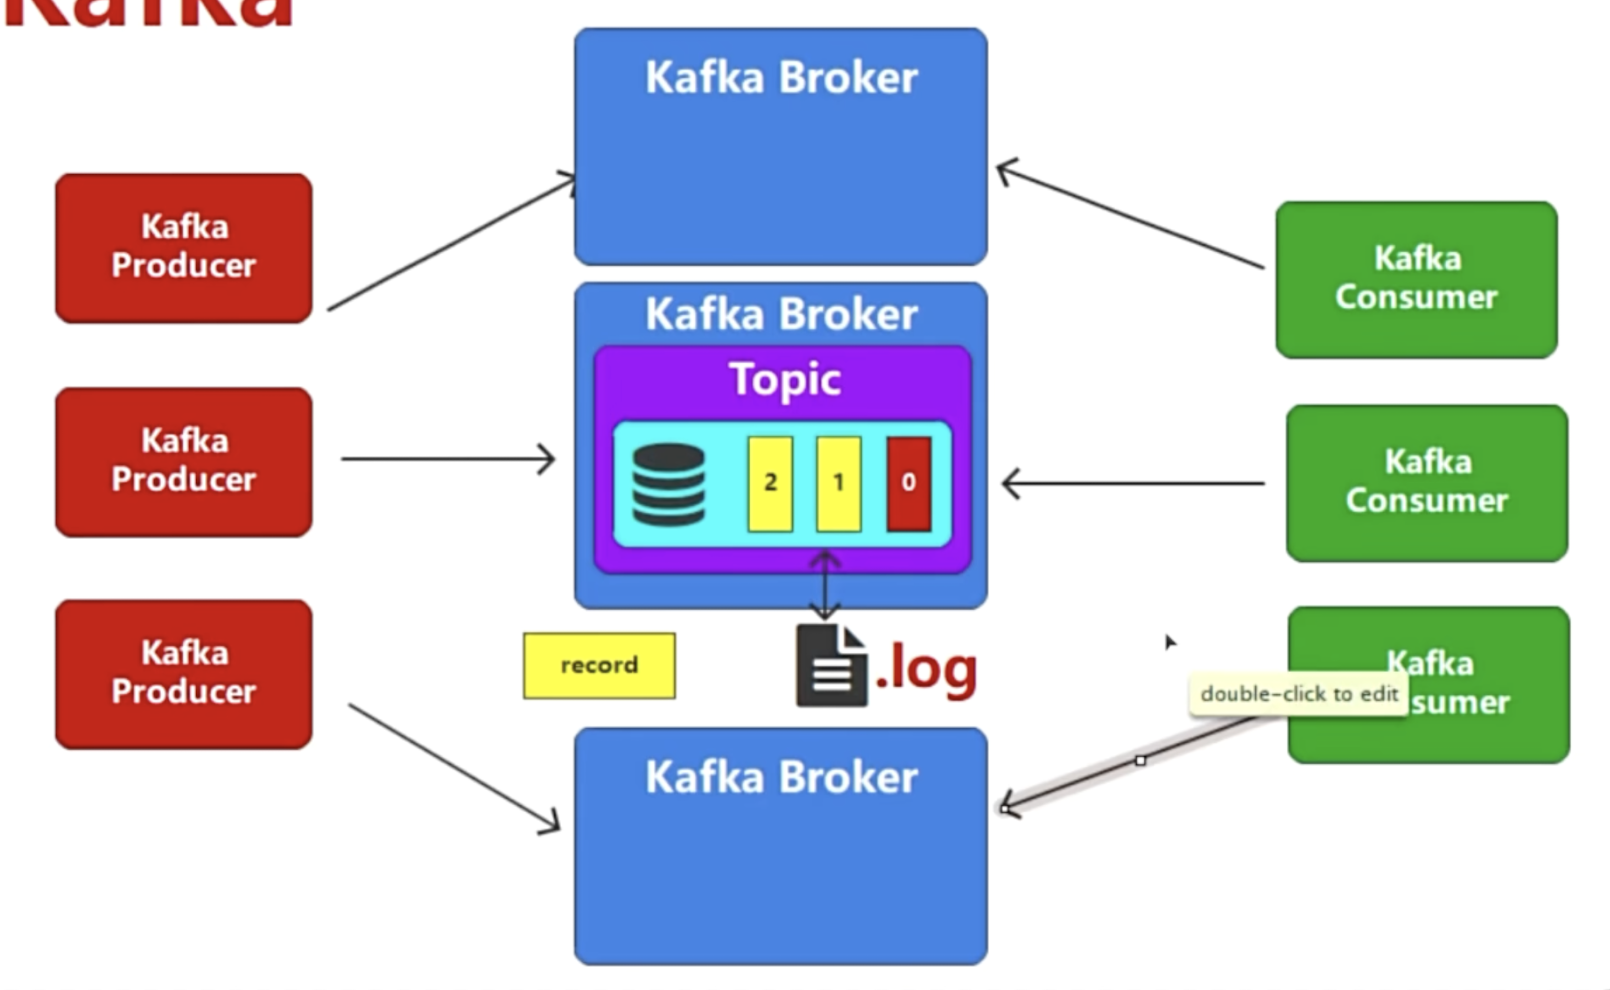 Kafka
Kafka Broker
Kafka
Producer
Kafka
Consumer
Kafka Broker
Topic
2 1 0
Kafka
Producer
Kafka
Consumer
record
.log
Kafka
Producer
Kafka
sumer
double-click to edit
Kafka Broker